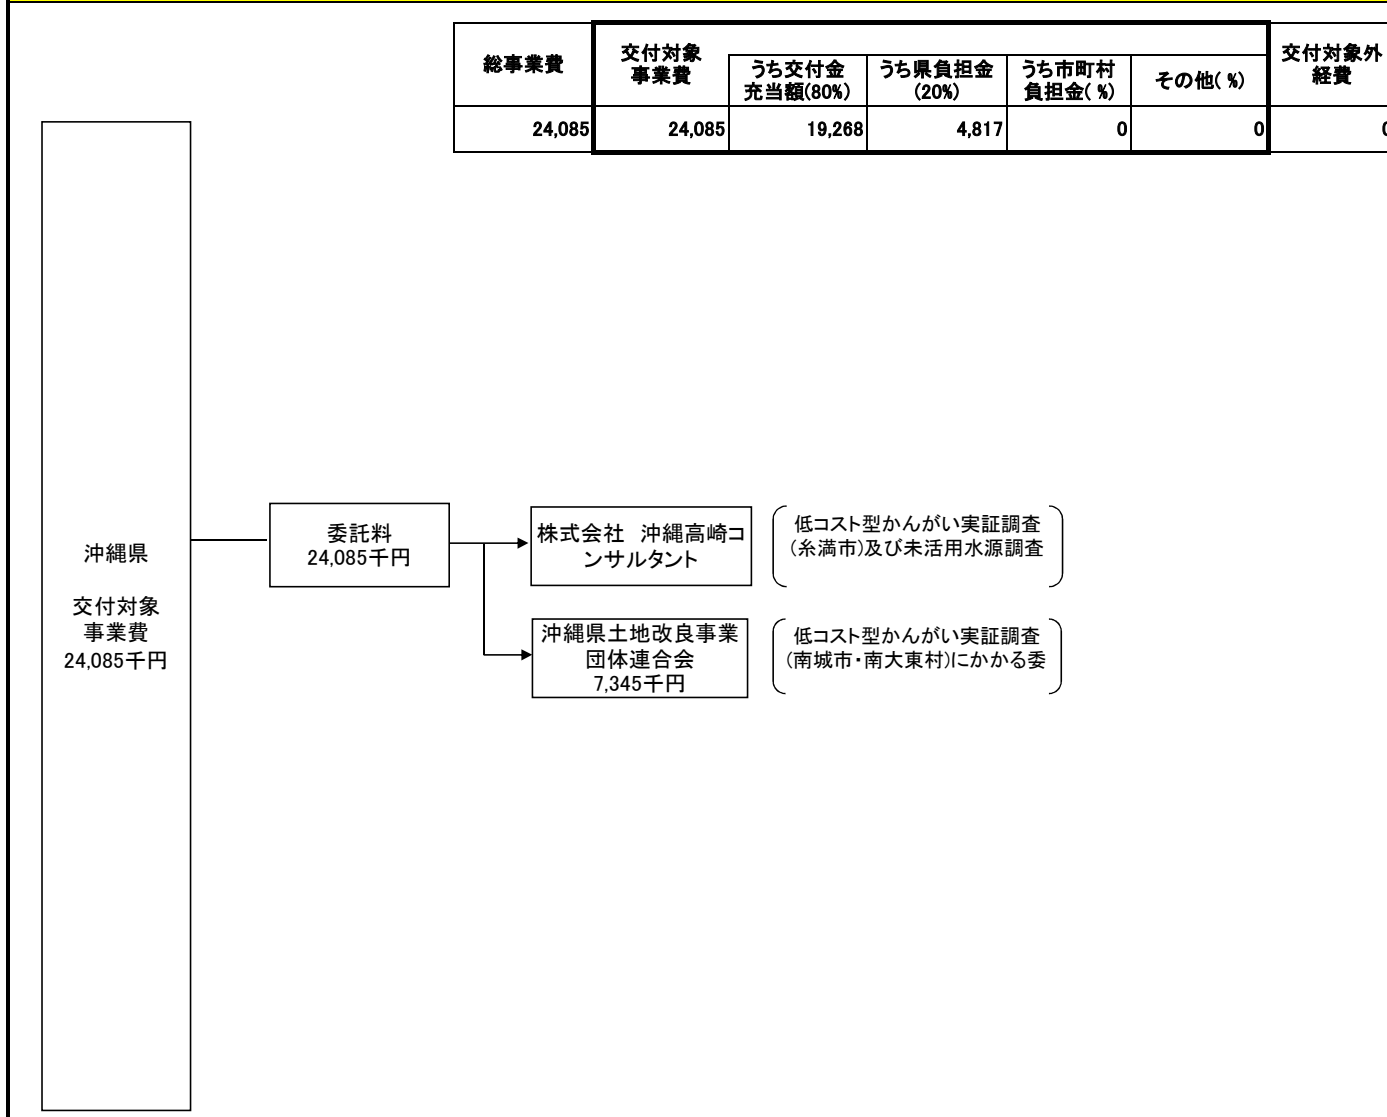 総事業費
交付対象
事業費
うち交付金
充当額(80%)
うち県負担金
(20%)
うち市町村
負担金( %)
その他( %)
交付対象外
経費
24,085
24,085
19,268
4,817
0
0
0
沖縄県
交付対象
事業費
24,085千円
委託料
24,085千円
株式会社 沖縄高崎コ
ンサルタント
低コスト型かんがい実証調査
(糸満市)及び未活用水源調査
沖縄県土地改良事業
団体連合会
7,345千円
低コスト型かんがい実証調査
(南城市・南大東村)にかかる委